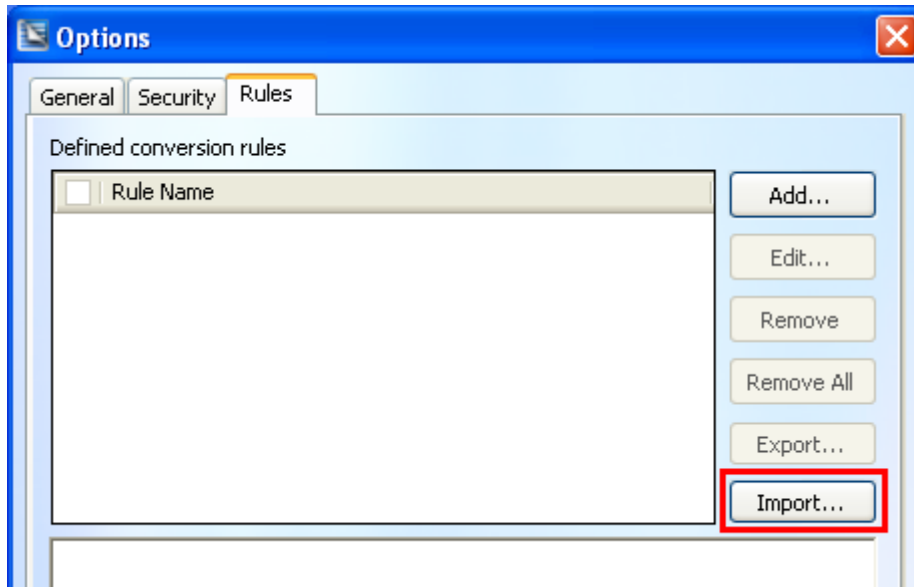 Options
General Security Rules
Defined conversion rules
Rule Name
Add...
Edit...
Remove
Remove All
Export...
Import...